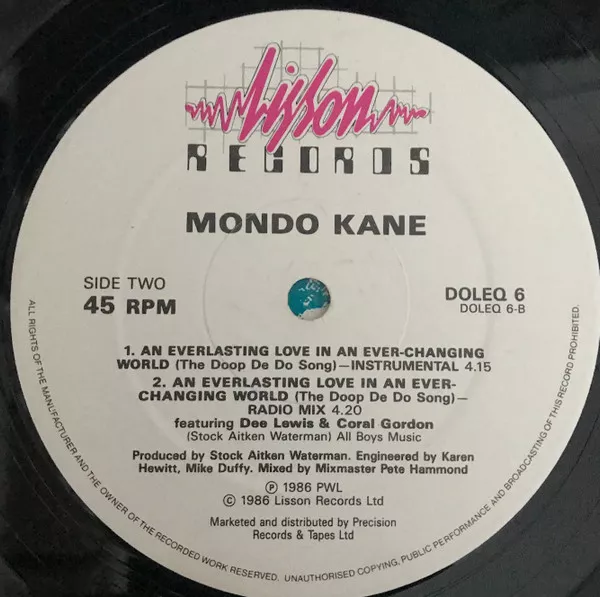 Lisson
RECORDS
MONDO KANE
SIDE TWO
45 RPM
DOLEQ 6
DOLEQ 6-B
1. AN EVERLASTING LOVE IN AN EVER-CHANGING
WORLD (The Doop De Do Song)—INSTRUMENTAL 4.15
2. AN EVERLASTING LOVE IN AN EVER-
CHANGING WORLD (The Doop De Do Song)—
RADIO MIX 4.20
featuring Dee Lewis & Coral Gordon
(Stock Aitken Waterman) All Boys Music
Produced by Stock Aitken Waterman. Engineered by Karen
Hewitt, Mike Duffy. Mixed by Mixmaster Pete Hammond
Ⓟ 1986 PWL
© 1986 Lisson Records Ltd
Marketed and distributed by Precision
Records & Tapes Ltd
ALL RIGHTS OF THE MANUFACTURER AND THE OWNER OF THE RECORDED WORK RESERVED. UNAUTHORISED COPYING, PUBLIC PERFORMANCE AND BROADCASTING OF THIS RECORD PROHIBITED.